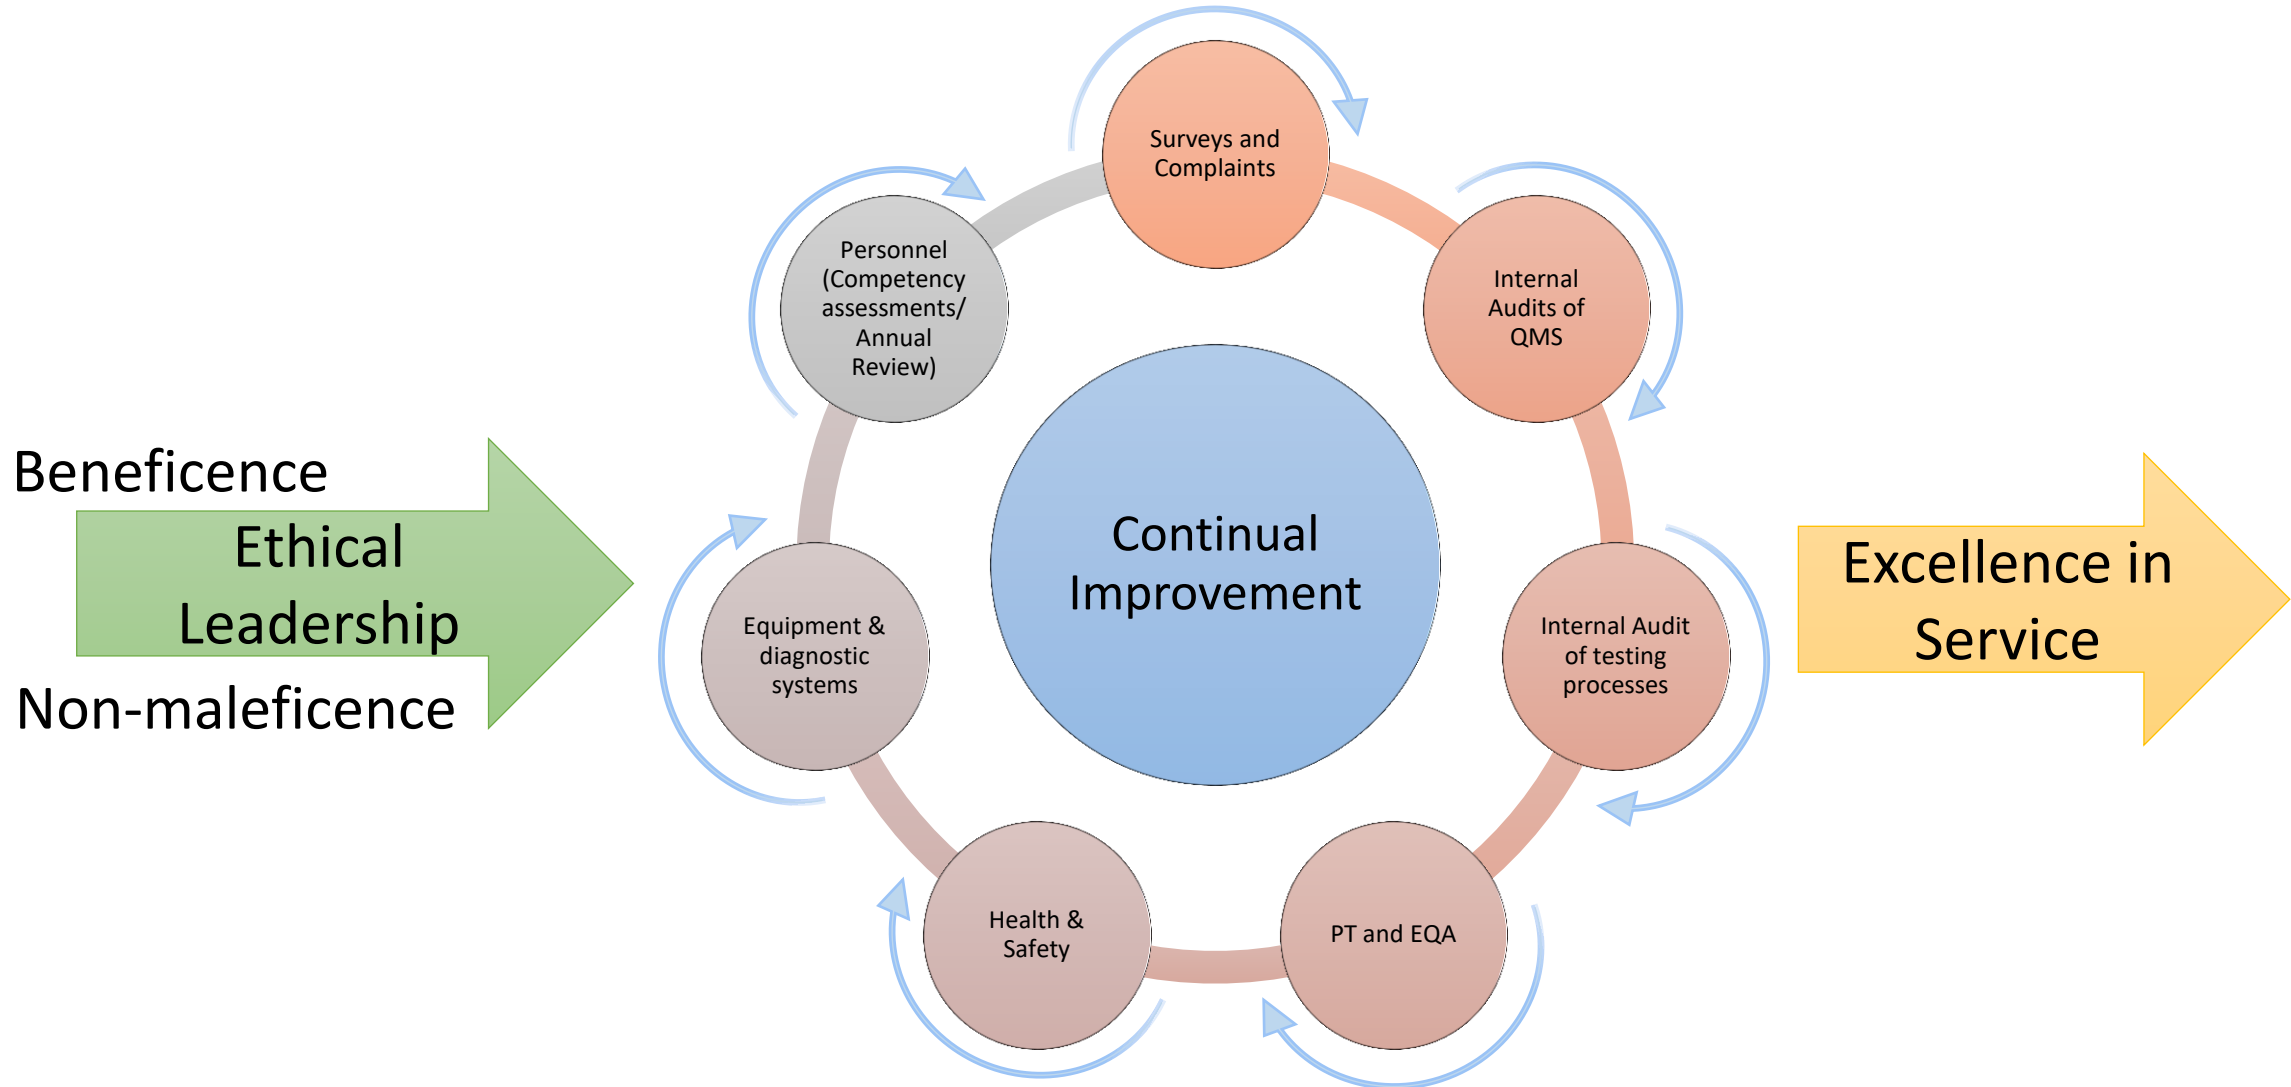 Beneficence
Ethical
Leadership
Non-maleficence
Surveys and
Complaints
Internal
Audits of
QMS
Internal Audit
of testing
processes
PT and EQA
Health &
Safety
Equipment &
diagnostic
systems
Personnel
(Competency
assessments/
Annual
Review)
Continual
Improvement
Excellence in
Service